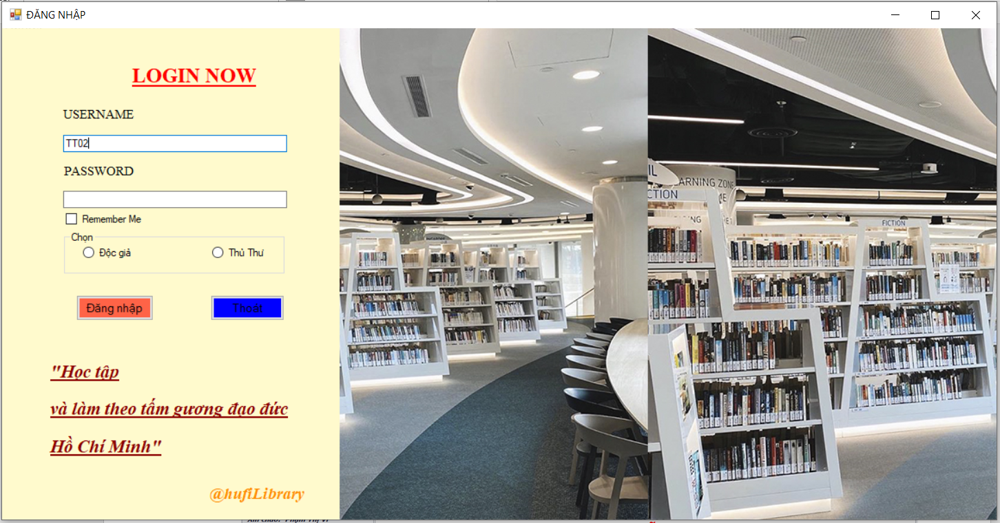 ĐĂNG NHẬP
LOGIN NOW
USERNAME
TT02
PASSWORD
Remember Me
Chọn
Độc giả
Thủ Thư
Đăng nhập
Thoát
"Học tập
và làm theo tấm gương đạo đức
Hồ Chí Minh"
@hufiLibrary
LEARNING ZONE
FICTION
FICTION